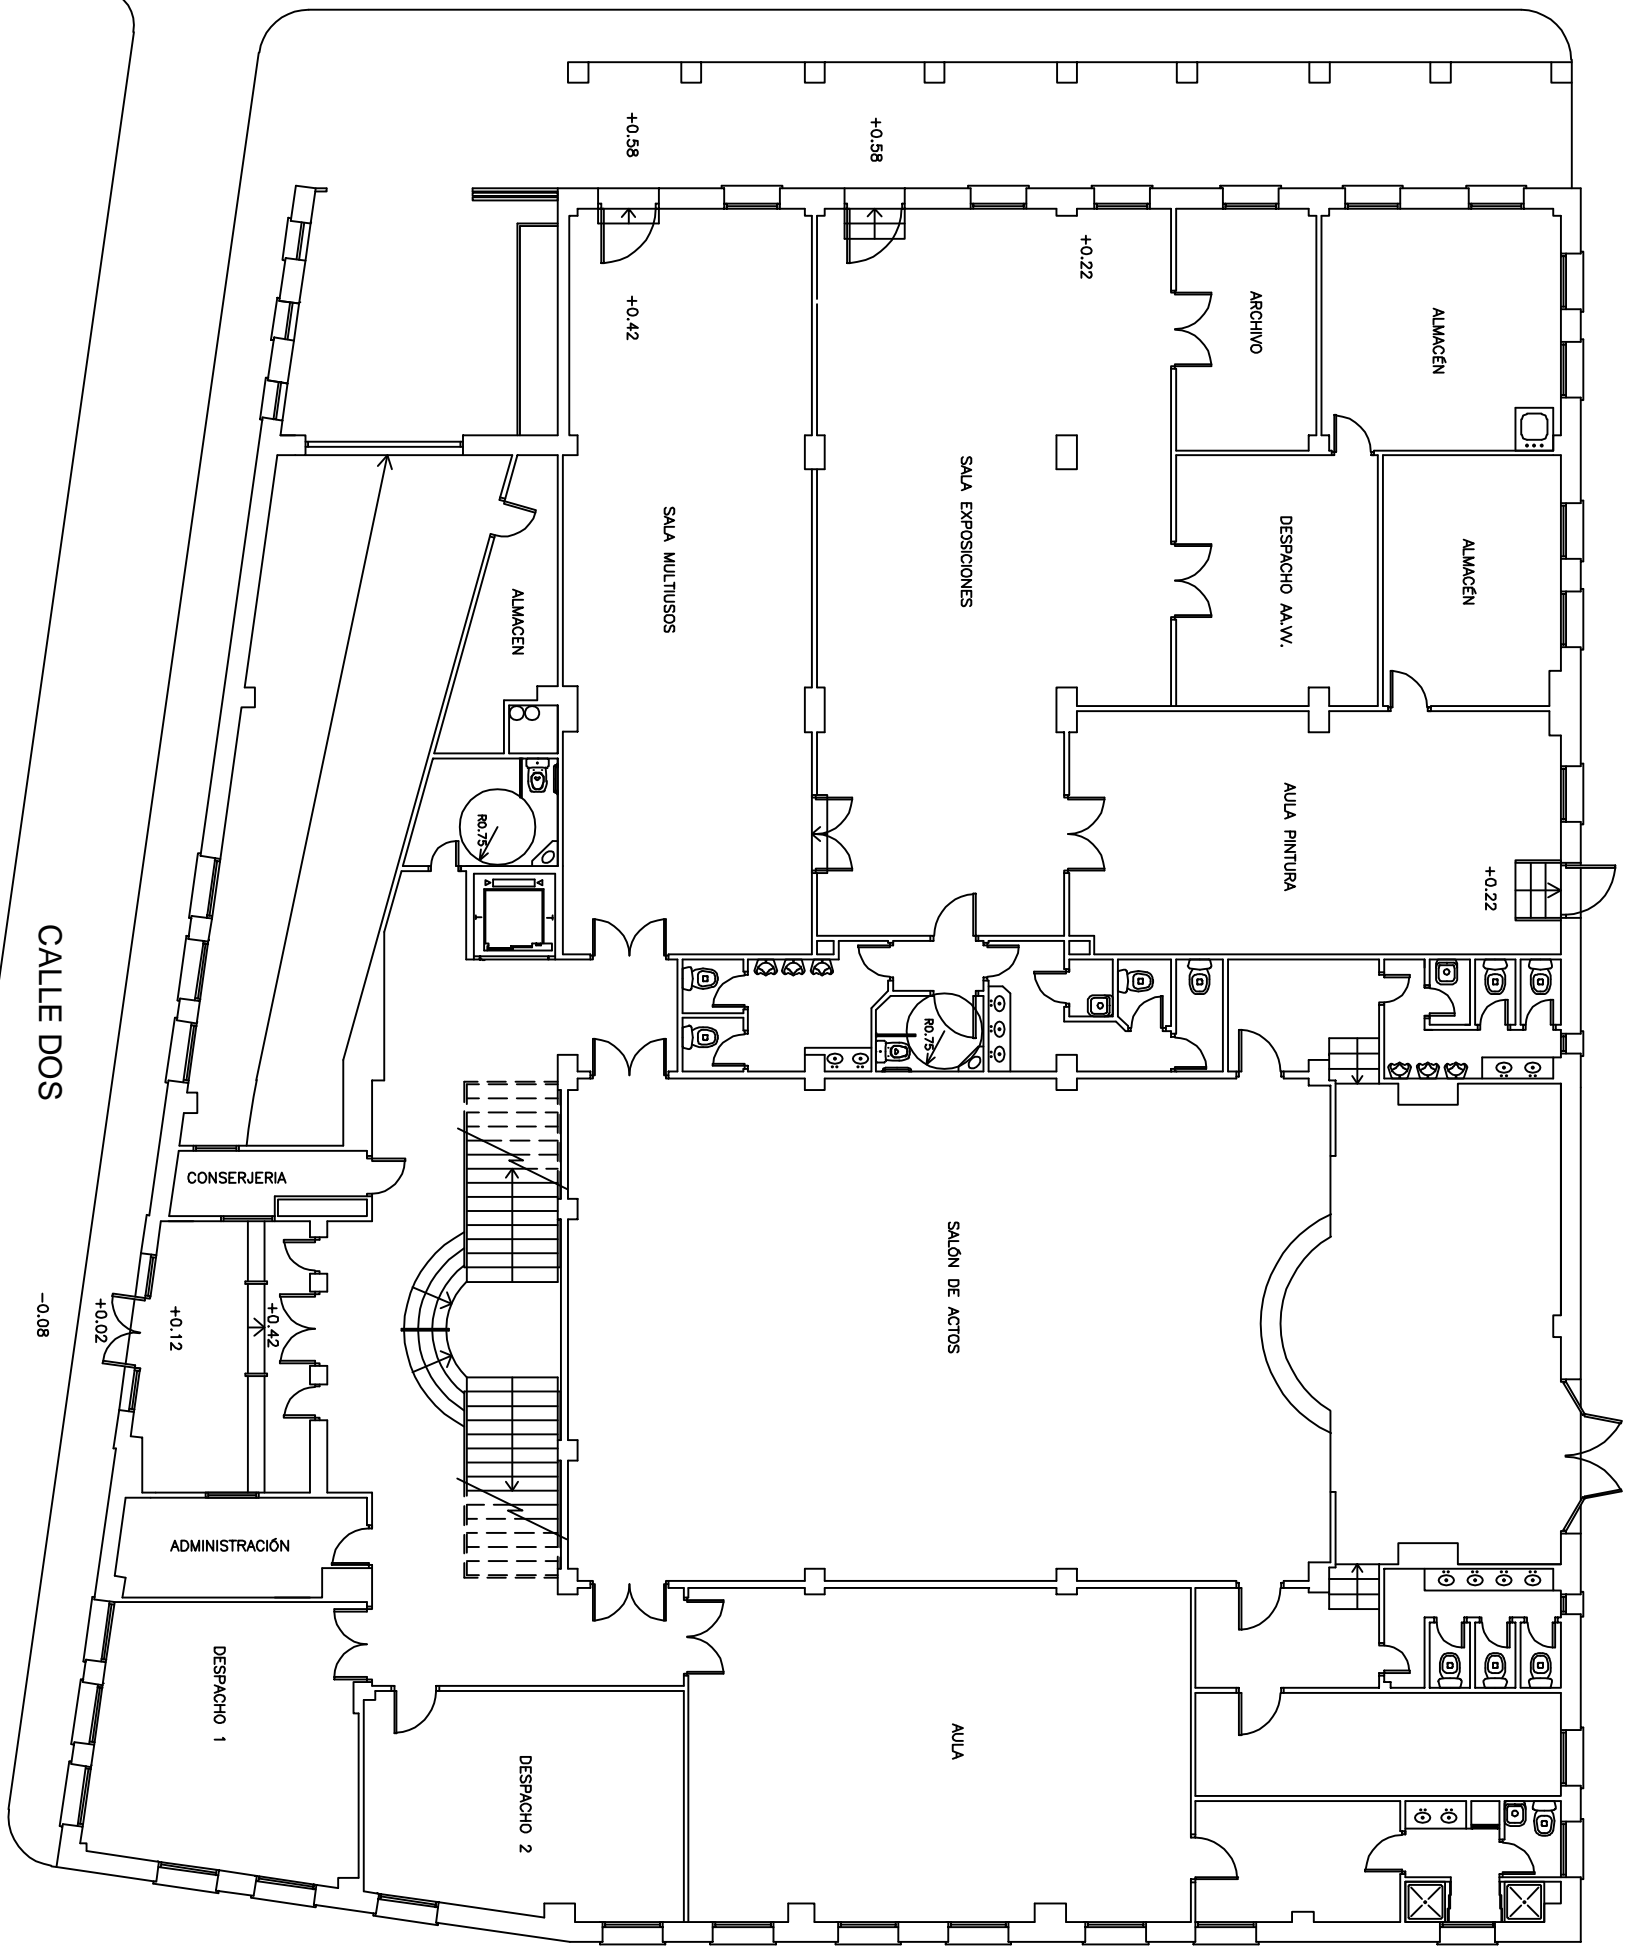 +0.58
+0.58
+0.22
+0.42
ARCHIVO
ALMACÉN
SALA MULTIUSOS
SALA EXPOSICIONES
DESPACHO AA.VV.
ALMACÉN
ALMACEN
R0.75
AULA PINTURA
+0.22
R0.75
CALLE DOS
CONSERJERIA
SALÓN DE ACTOS
-0.08
+0.02
+0.12
+0.42
ADMINISTRACIÓN
DESPACHO 1
DESPACHO 2
AULA